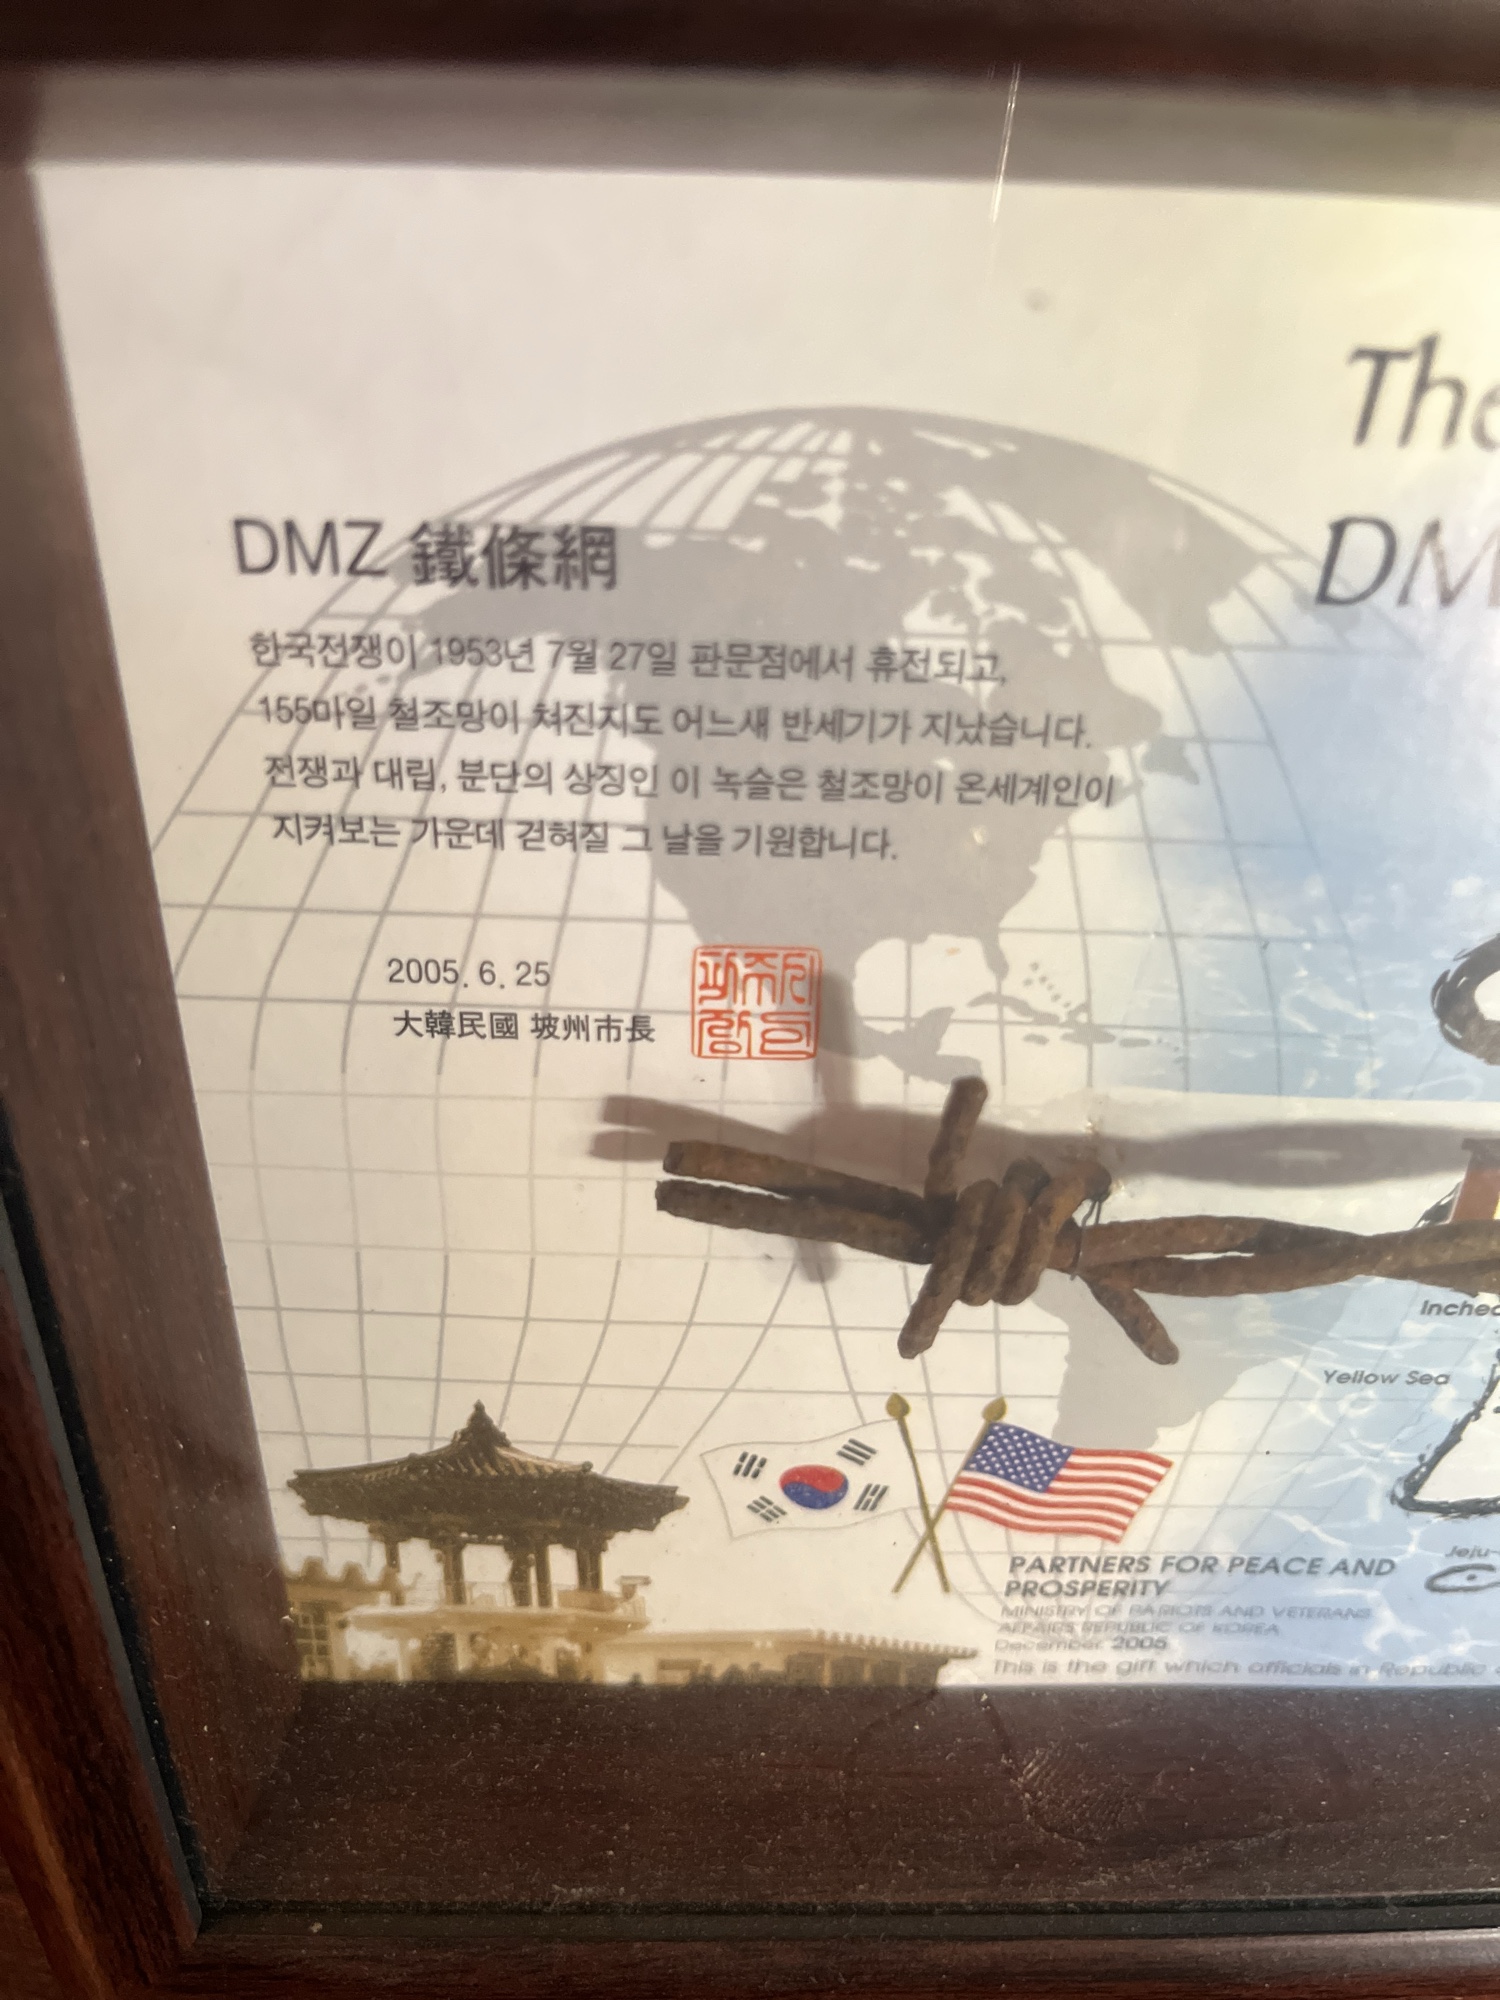 The
DM
DMZ 鐵條網
한국전쟁이 1953년 7월 27일 판문점에서 휴전되고,
155마일 철조망이 쳐진지도 어느새 반세기가 지났습니다.
전쟁과 대립, 분단의 상징인 이 녹슬은 철조망이 온세계인이
지켜보는 가운데 걷혀질 그 날을 기원합니다.
2005. 6. 25
大韓民國 坡州市長
Inche
Yellow Sea
Jeju-
PARTNERS FOR PEACE AND
PROSPERITY
MINISTRY OF PARIOTS AND VETERANS
AFFAIRS REPUBLIC OF KOREA
December 2005
This is the gift which officials in Republic